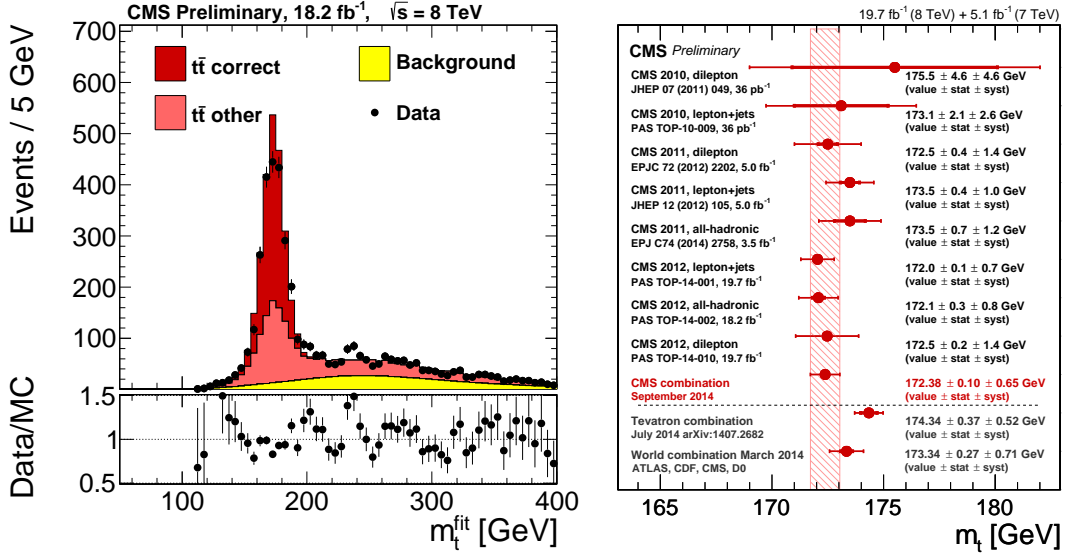 CMS Preliminary, 18.2 fb⁻¹, √s = 8 TeV
Events / 5 GeV
700
600
500
400
300
200
100
tt̄ correct
Background
tt̄ other
Data
Data/MC
1.5
1
0.5
100 200 300 400
m_t^fit [GeV]
19.7 fb⁻¹ (8 TeV) + 5.1 fb⁻¹ (7 TeV)
CMS Preliminary
CMS 2010, dilepton 175.5 ± 4.6 ± 4.6 GeV
JHEP 07 (2011) 049, 36 pb⁻¹ (value ± stat ± syst)
CMS 2010, lepton+jets 173.1 ± 2.1 ± 2.6 GeV
PAS TOP-10-009, 36 pb⁻¹ (value ± stat ± syst)
CMS 2011, dilepton 172.5 ± 0.4 ± 1.4 GeV
EPJC 72 (2012) 2202, 5.0 fb⁻¹ (value ± stat ± syst)
CMS 2011, lepton+jets 173.5 ± 0.4 ± 1.0 GeV
JHEP 12 (2012) 105, 5.0 fb⁻¹ (value ± stat ± syst)
CMS 2011, all-hadronic 173.5 ± 0.7 ± 1.2 GeV
EPJ C74 (2014) 2758, 3.5 fb⁻¹ (value ± stat ± syst)
CMS 2012, lepton+jets 172.0 ± 0.1 ± 0.7 GeV
PAS TOP-14-001, 19.7 fb⁻¹ (value ± stat ± syst)
CMS 2012, all-hadronic 172.1 ± 0.3 ± 0.8 GeV
PAS TOP-14-002, 18.2 fb⁻¹ (value ± stat ± syst)
CMS 2012, dilepton 172.5 ± 0.2 ± 1.4 GeV
PAS TOP-14-010, 19.7 fb⁻¹ (value ± stat ± syst)
CMS combination 172.38 ± 0.10 ± 0.65 GeV
September 2014 (value ± stat ± syst)
Tevatron combination 174.34 ± 0.37 ± 0.52 GeV
July 2014 arXiv:1407.2682 (value ± stat ± syst)
World combination March 2014 173.34 ± 0.27 ± 0.71 GeV
ATLAS, CDF, CMS, D0 (value ± stat ± syst)
165 170 175 180
m_t [GeV]